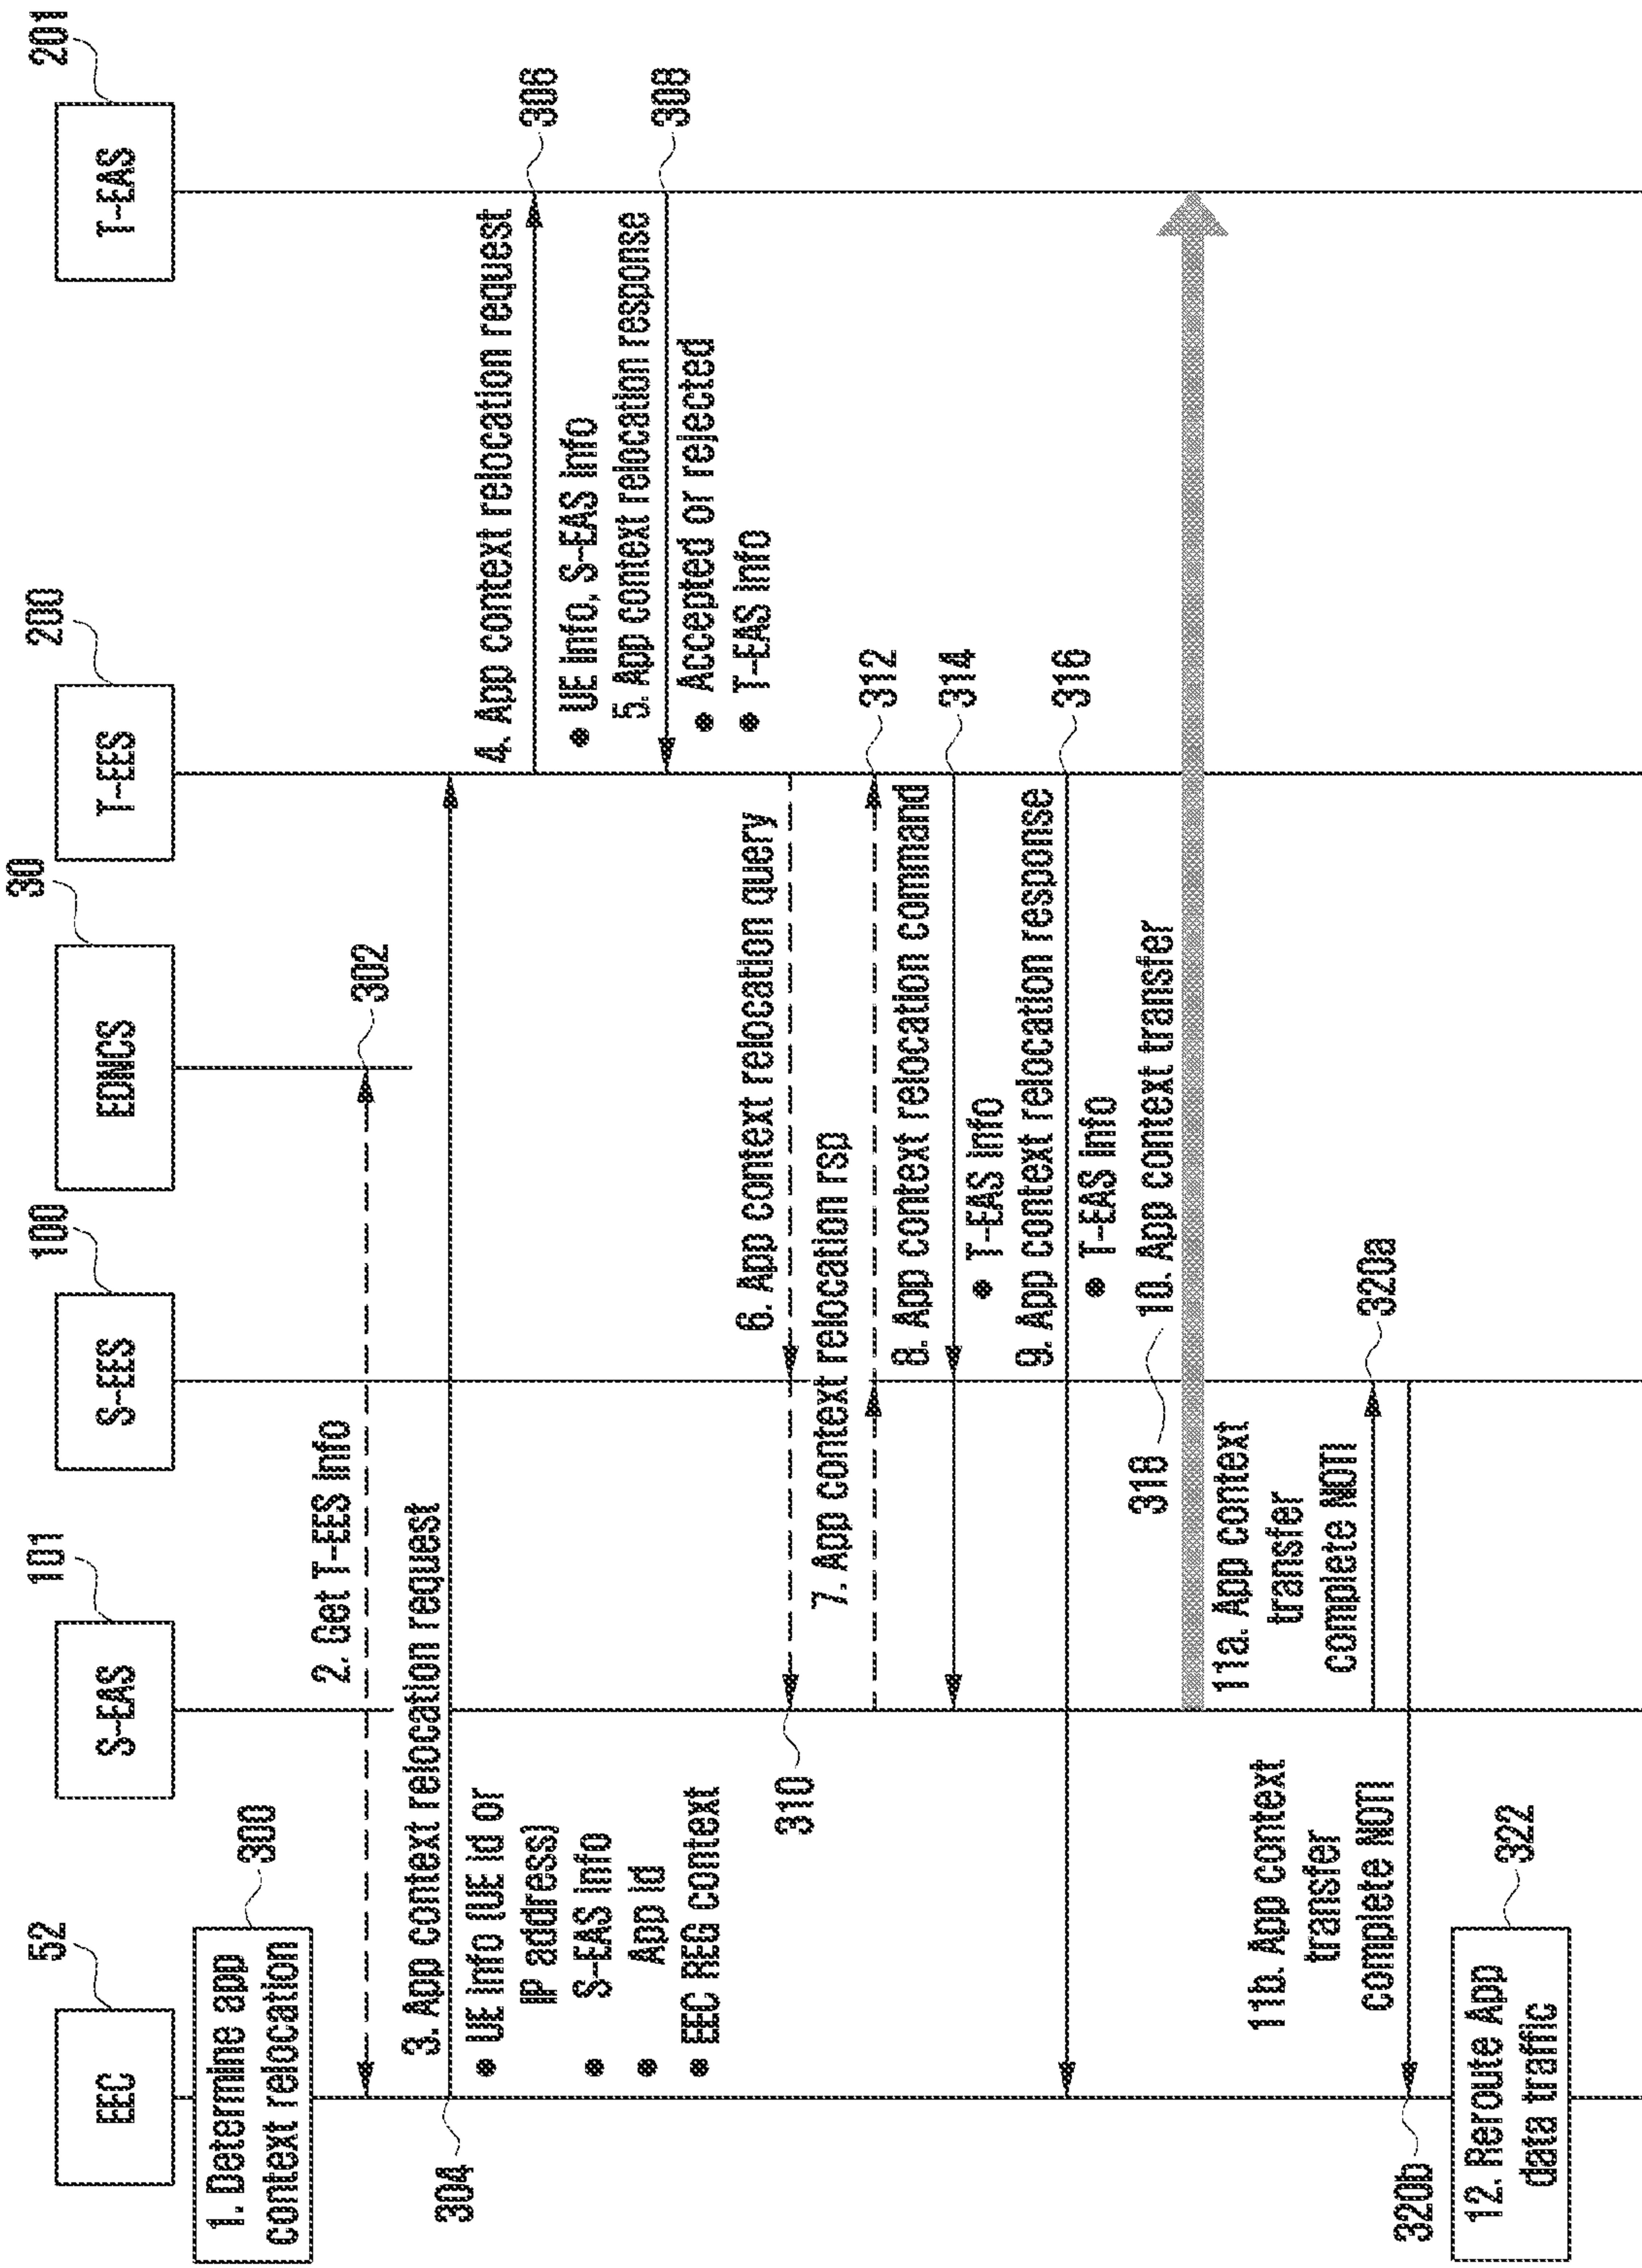 52
EEC
101
S-EAS
100
S-EES
30
EDNCS
200
T-EES
201
T-EAS
1. Determine app
context relocation
300
2. Get T-EES info
302
3. App context relocation request
304
UE info (UE id or
IP address)
S-EAS info
App id
EEC REG context
4. App context relocation request
306
UE info, S-EAS info
5. App context relocation response
308
Accepted or rejected
T-EAS info
6. App context relocation query
310
7. App context relocation rsp
312
8. App context relocation command
314
T-EAS info
9. App context relocation response
316
T-EAS info
318
10. App context transfer
11a. App context
transfer
complete NOTI
320a
11b. App context
transfer
complete NOTI
320b
12. Reroute App
data traffic
322